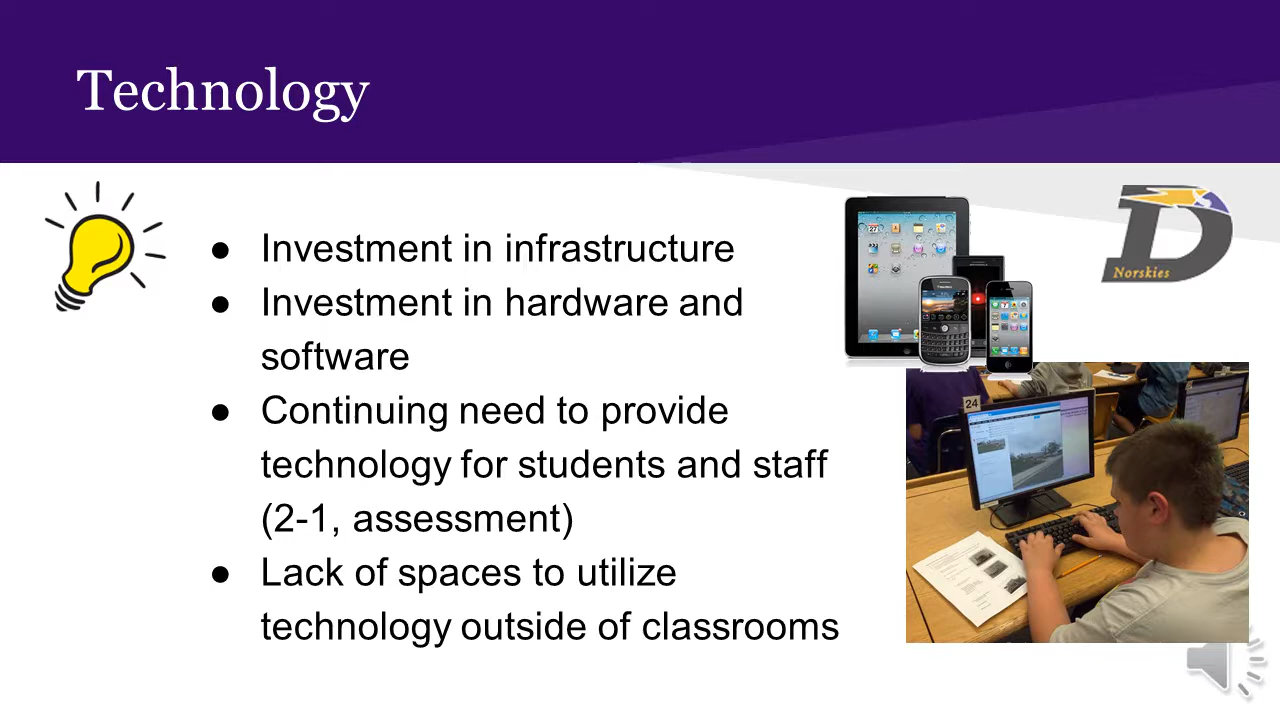 Technology
● Investment in infrastructure
● Investment in hardware and
software
● Continuing need to provide
technology for students and staff
(2-1, assessment)
● Lack of spaces to utilize
technology outside of classrooms
D
Norskies
27
24